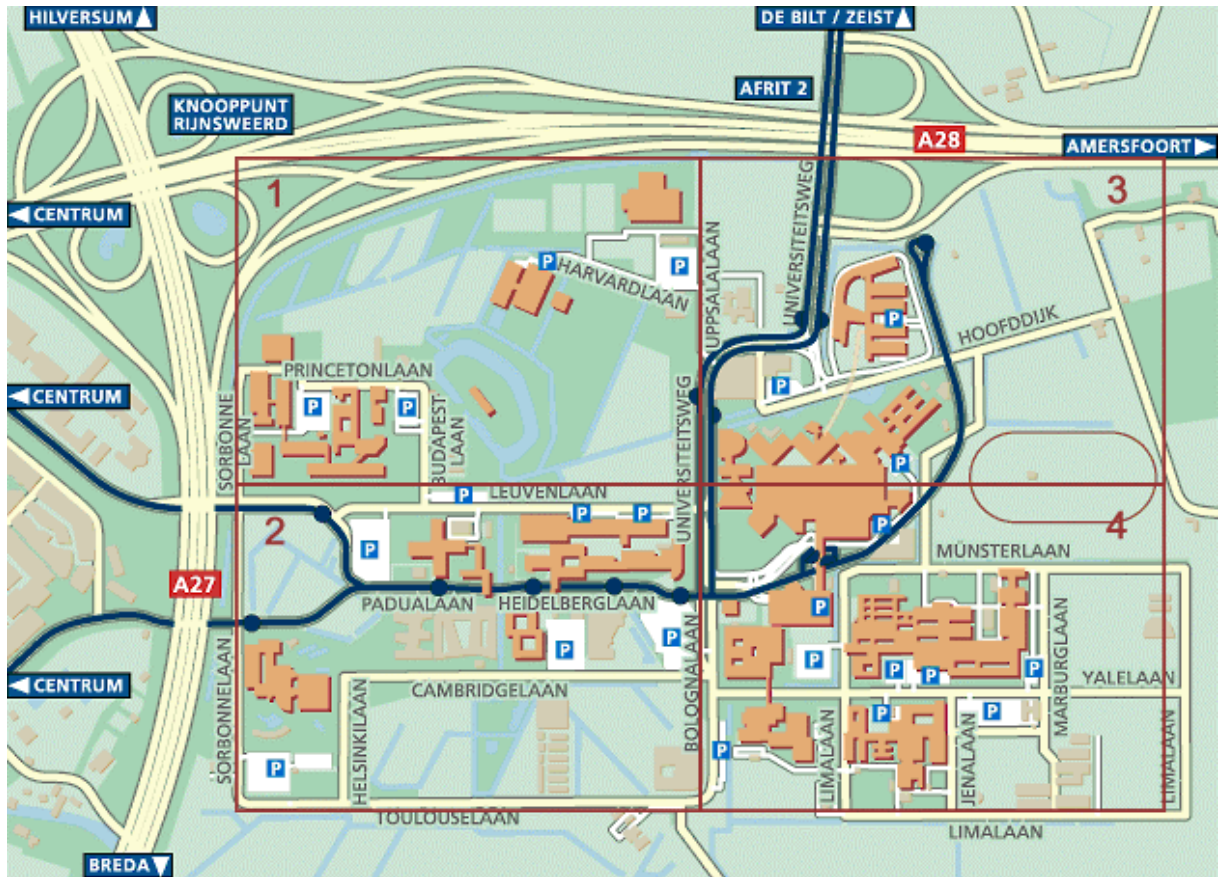 HILVERSUM
DE BILT / ZEIST
AFRIT 2
KNOOPPUNT
RIJNSWEERD
A28
AMERSFOORT
CENTRUM
1
3
UNIVERSITEITSWEG
UPPSALALAAN
P
HARVARDLAAN
P
P
HOOFDDIJK
PRINCETONLAAN
P
CENTRUM
P
P
SORBONNE
LAAN
BUDAPEST-
LAAN
UNIVERSITEITSWEG
P
P
LEUVENLAAN
2
P
P
P
4
P
MÜNSTERLAAN
A27
PADUALAAN
HEIDELBERGLAAN
P
P
P
P
P
P
P
CENTRUM
CAMBRIDGELAAN
YALELAAN
SORBONNELAAN
HELSINKILAAN
BOLOGNALAAN
MARBURGLAAN
P
P
P
P
LIMALAAN
JENALAAN
LIMALAAN
TOULOUSELAAN
LIMALAAN
BREDA